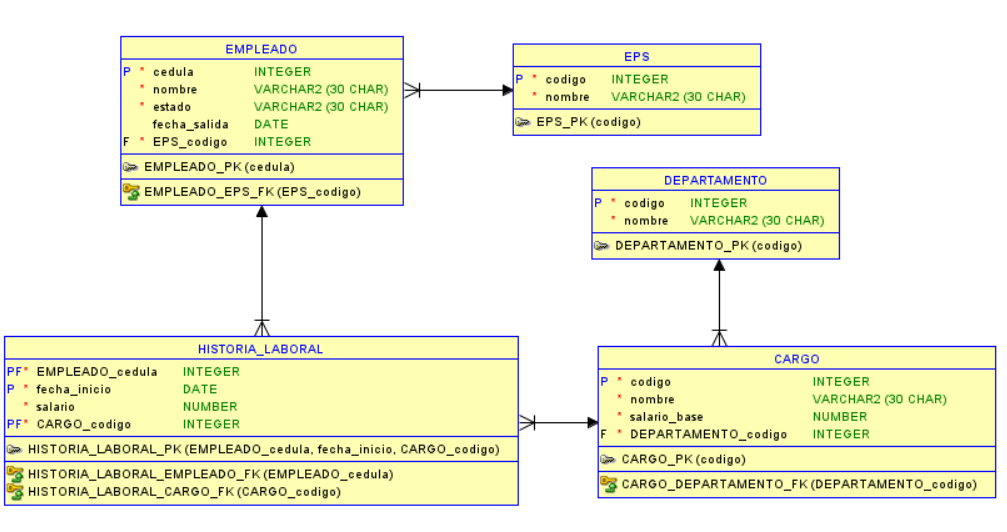 EMPLEADO
P * cedula INTEGER
* nombre VARCHAR2 (30 CHAR)
* estado VARCHAR2 (30 CHAR)
fecha_salida DATE
F * EPS_codigo INTEGER
EMPLEADO_PK (cedula)
EMPLEADO_EPS_FK (EPS_codigo)
EPS
P * codigo INTEGER
* nombre VARCHAR2 (30 CHAR)
EPS_PK (codigo)
DEPARTAMENTO
P * codigo INTEGER
* nombre VARCHAR2 (30 CHAR)
DEPARTAMENTO_PK (codigo)
HISTORIA_LABORAL
PF* EMPLEADO_cedula INTEGER
P * fecha_inicio DATE
* salario NUMBER
PF* CARGO_codigo INTEGER
HISTORIA_LABORAL_PK (EMPLEADO_cedula, fecha_inicio, CARGO_codigo)
HISTORIA_LABORAL_EMPLEADO_FK (EMPLEADO_cedula)
HISTORIA_LABORAL_CARGO_FK (CARGO_codigo)
CARGO
P * codigo INTEGER
* nombre VARCHAR2 (30 CHAR)
* salario_base NUMBER
F * DEPARTAMENTO_codigo INTEGER
CARGO_PK (codigo)
CARGO_DEPARTAMENTO_FK (DEPARTAMENTO_codigo)